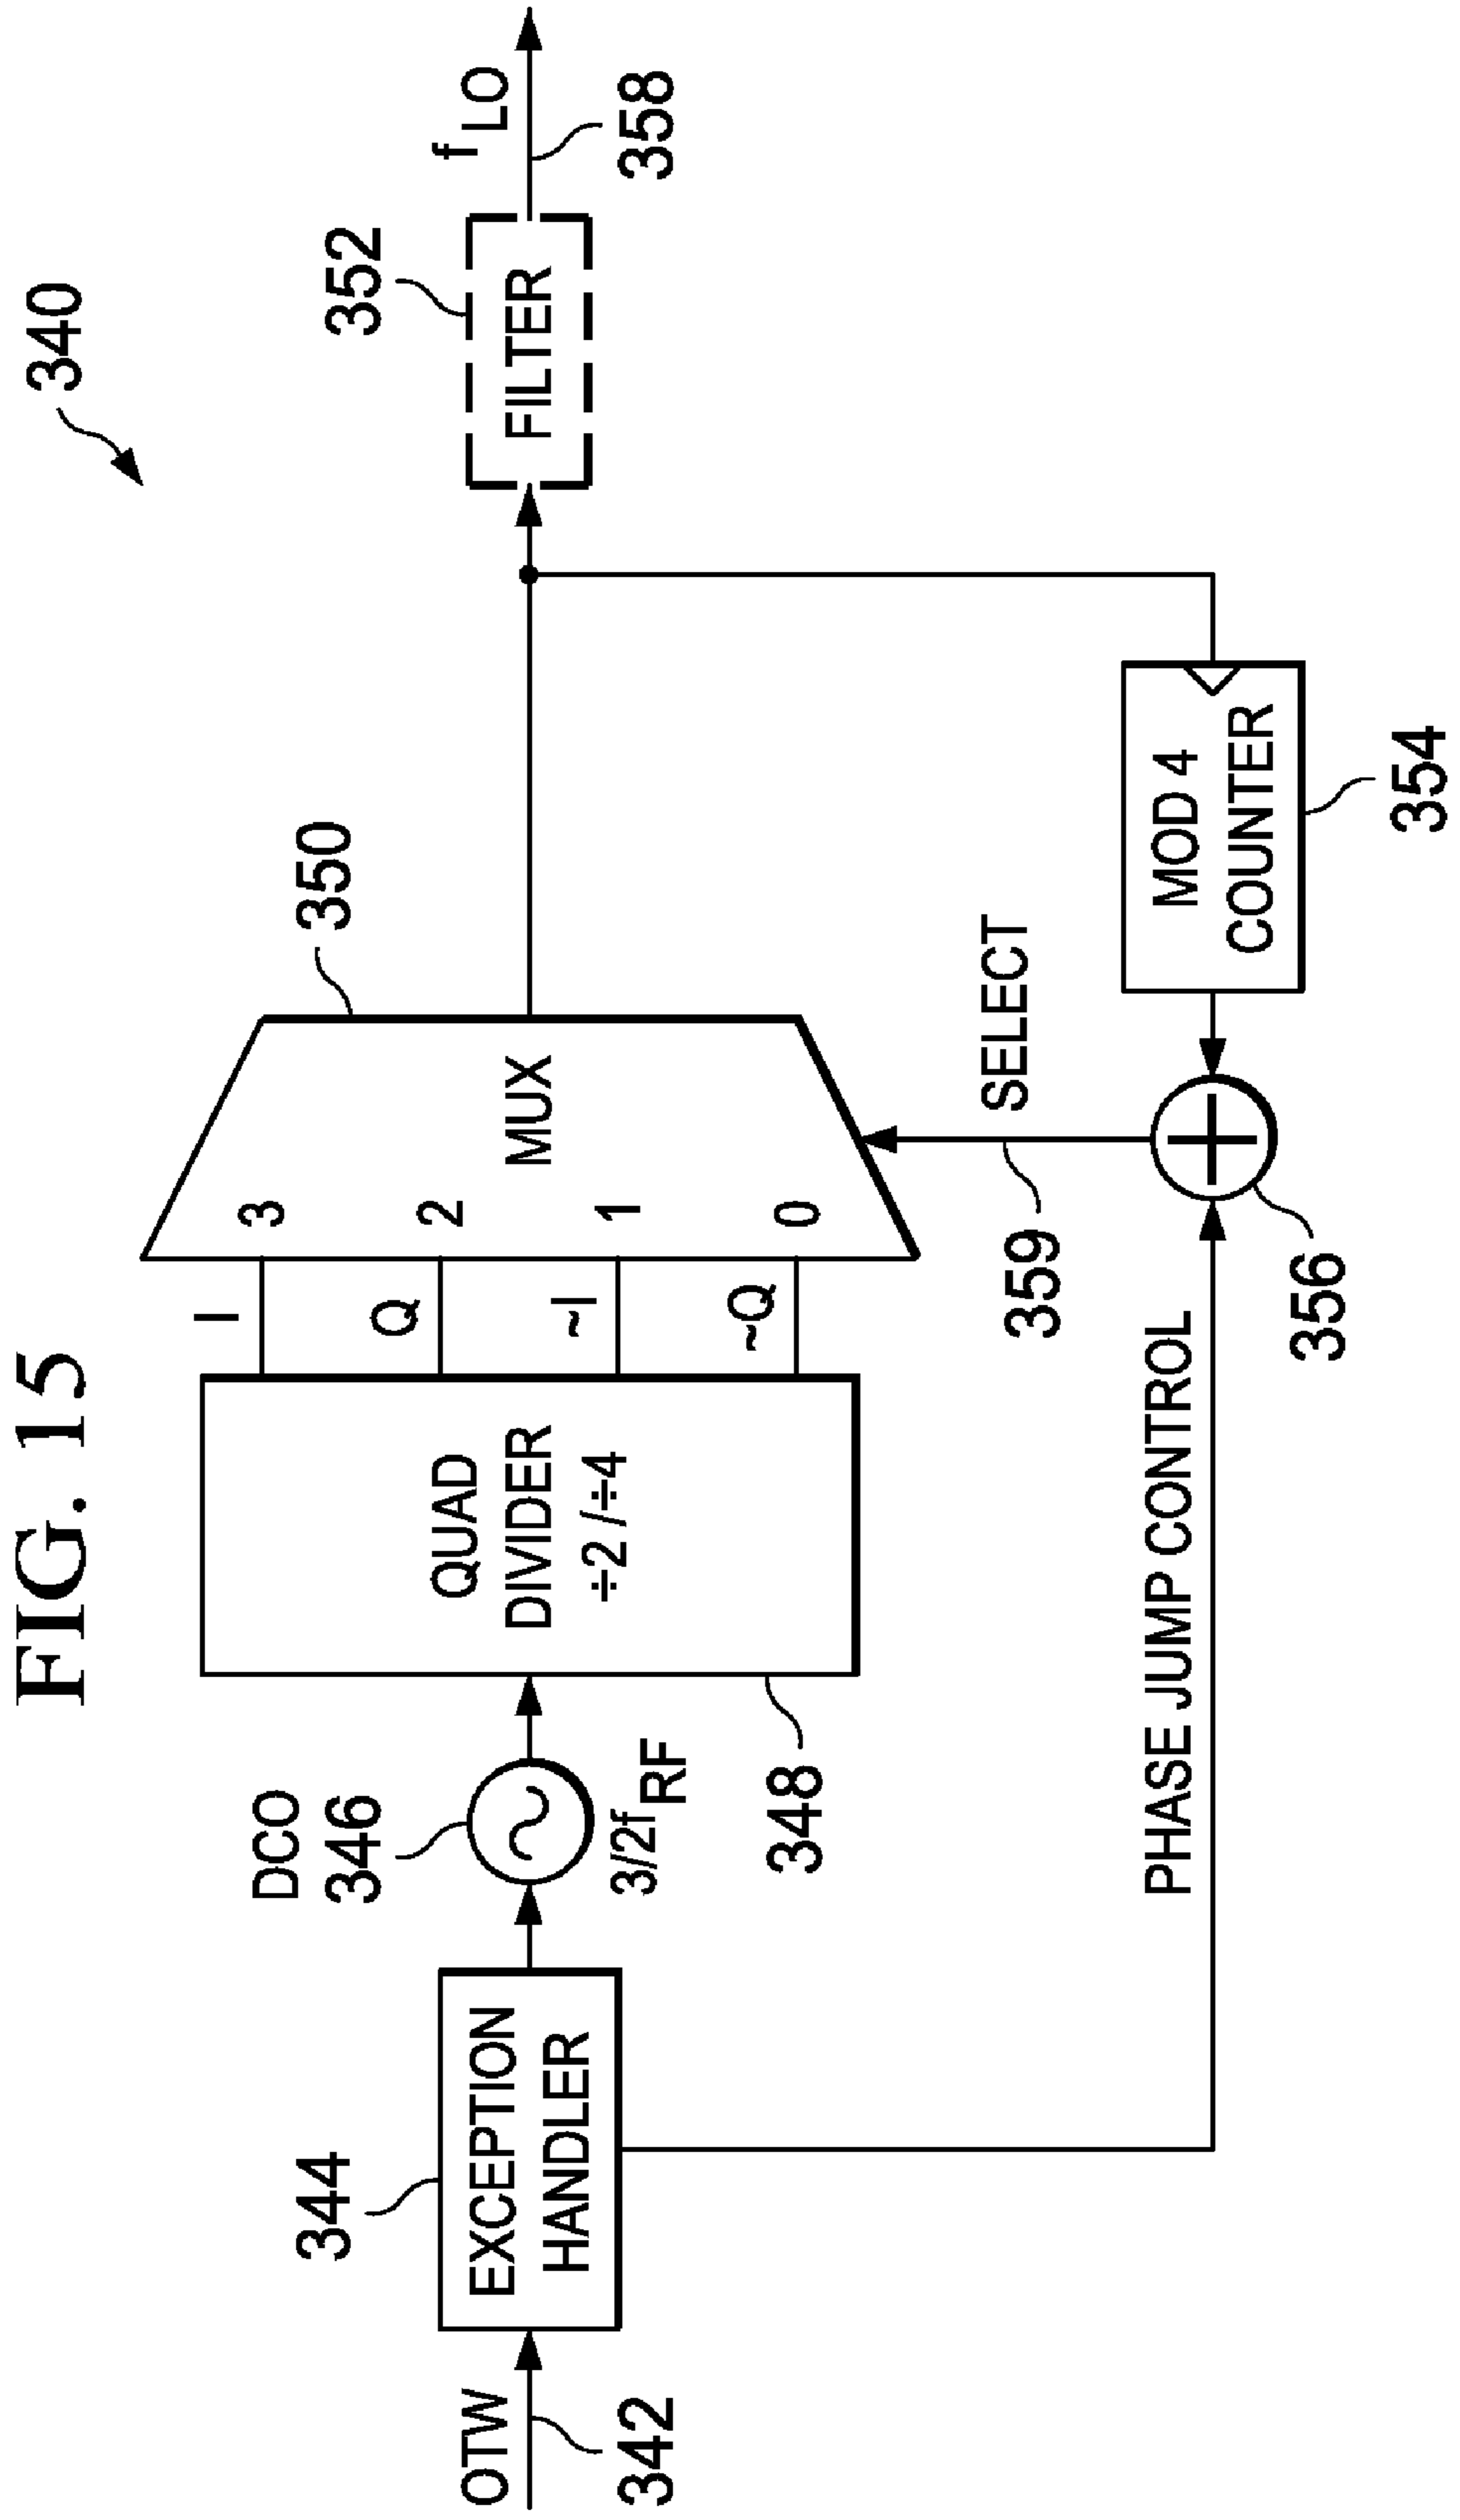 FIG. 15
340
OTW
342
344
EXCEPTION
HANDLER
DCO
346
3/2f RF
QUAD
DIVIDER
÷2 /÷4
348
I
Q
~I
~Q
3
2
1
0
MUX
350
FILTER
352
f LO
358
SELECT
359
PHASE JUMP CONTROL
356
MOD 4
COUNTER
354